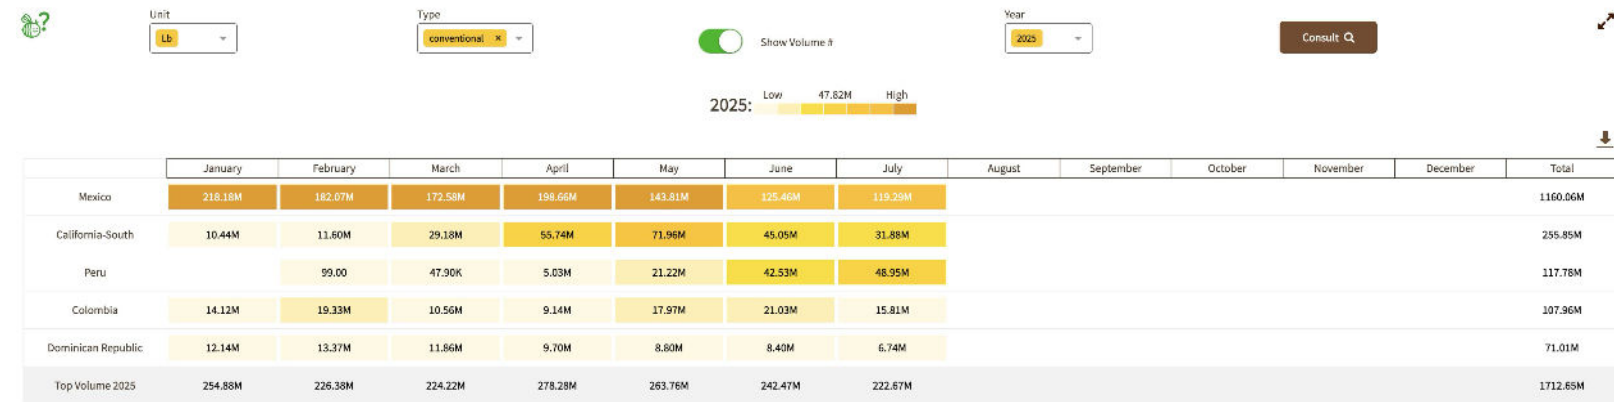 Unit Type Year
Lb conventional × Show Volume # 2025 Consult
2025: Low 47.82M High
January February March April May June July August September October November December Total
Mexico 218.18M 182.07M 172.58M 198.66M 143.81M 125.46M 119.29M 1160.06M
California-South 10.44M 11.60M 29.18M 55.74M 71.96M 45.05M 31.88M 255.85M
Peru 99.00 47.90K 5.03M 21.22M 42.53M 48.95M 117.78M
Colombia 14.12M 19.33M 10.56M 9.14M 17.97M 21.03M 15.81M 107.96M
Dominican Republic 12.14M 13.37M 11.86M 9.70M 8.80M 8.40M 6.74M 71.01M
Top Volume 2025 254.88M 226.38M 224.22M 278.28M 263.76M 242.47M 222.67M 1712.65M